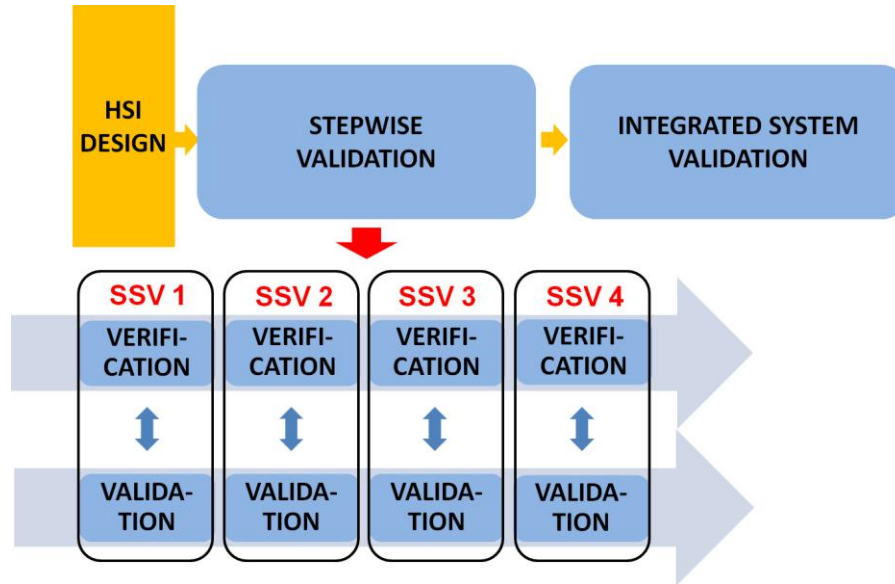 HSI
DESIGN
STEPWISE
VALIDATION
INTEGRATED SYSTEM
VALIDATION
SSV 1
SSV 2
SSV 3
SSV 4
VERIFI-
CATION
VERIFI-
CATION
VERIFI-
CATION
VERIFI-
CATION
VALIDA-
TION
VALIDA-
TION
VALIDA-
TION
VALIDA-
TION